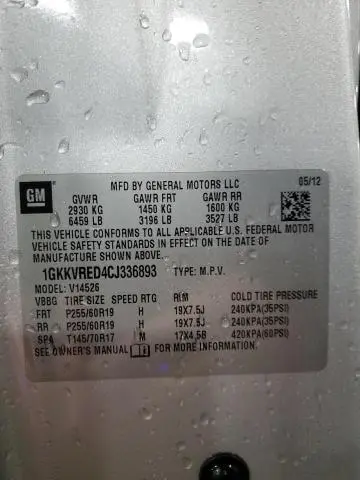 GM
MFD BY GENERAL MOTORS LLC 05/12
GVWR GAWR FRT GAWR RR
2930 KG 1450 KG 1600 KG
6459 LB 3196 LB 3527 LB
THIS VEHICLE CONFORMS TO ALL APPLICABLE U.S. FEDERAL MOTOR
VEHICLE SAFETY STANDARDS IN EFFECT ON THE DATE OF
MANUFACTURE SHOWN ABOVE.
1GKKVRED4CJ336893 TYPE: M.P.V.
MODEL: V14526
VBBG TIRE SIZE SPEED RTG RIM COLD TIRE PRESSURE
FRT P255/60R19 H 19X7.5J 240KPA(35PSI)
RR P255/60R19 H 19X7.5J 240KPA(35PSI)
SPA T145/70R17 M 17X4.5B 420KPA(60PSI)
SEE OWNER'S MANUAL FOR MORE INFORMATION.